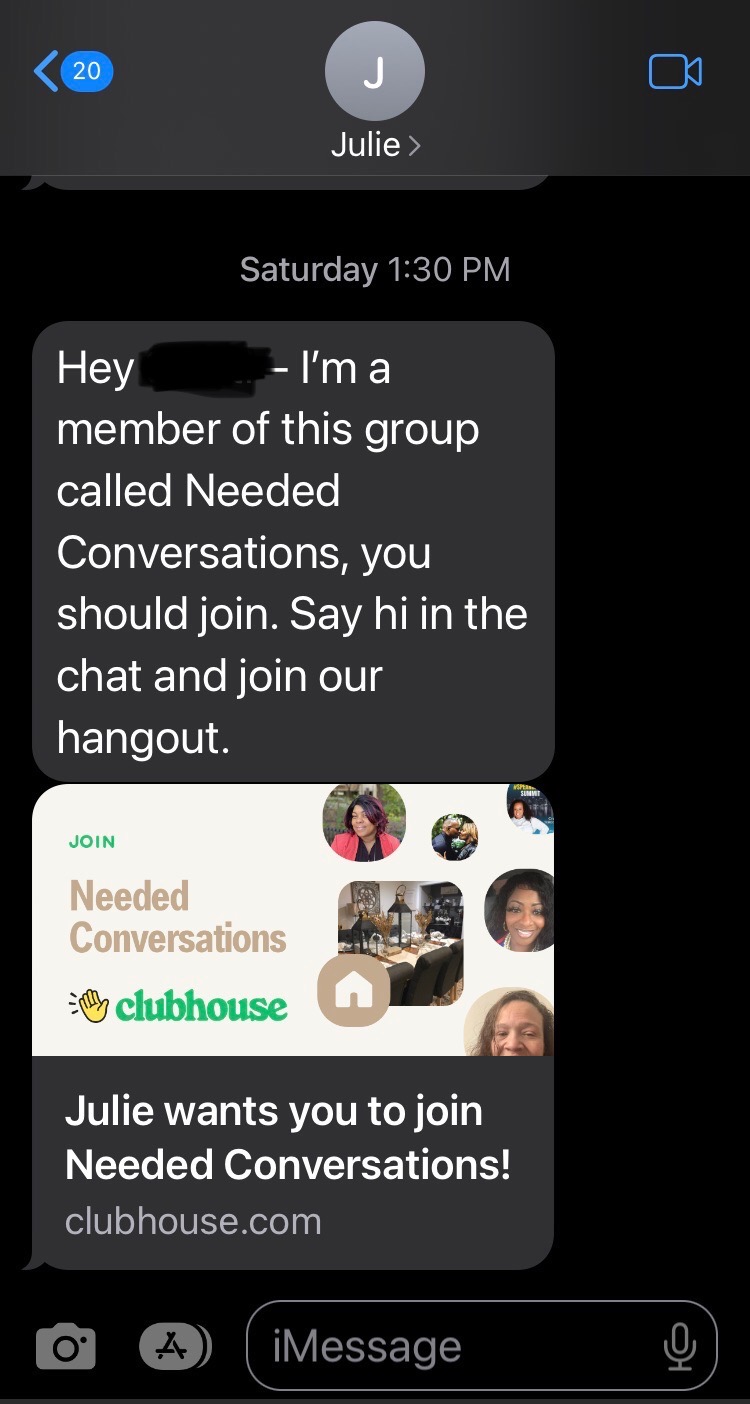 20
J
Julie
Saturday 1:30 PM
Hey - I’m a
member of this group
called Needed
Conversations, you
should join. Say hi in the
chat and join our
hangout.
JOIN
Needed
Conversations
clubhouse
SUMMIT
Julie wants you to join
Needed Conversations!
clubhouse.com
iMessage